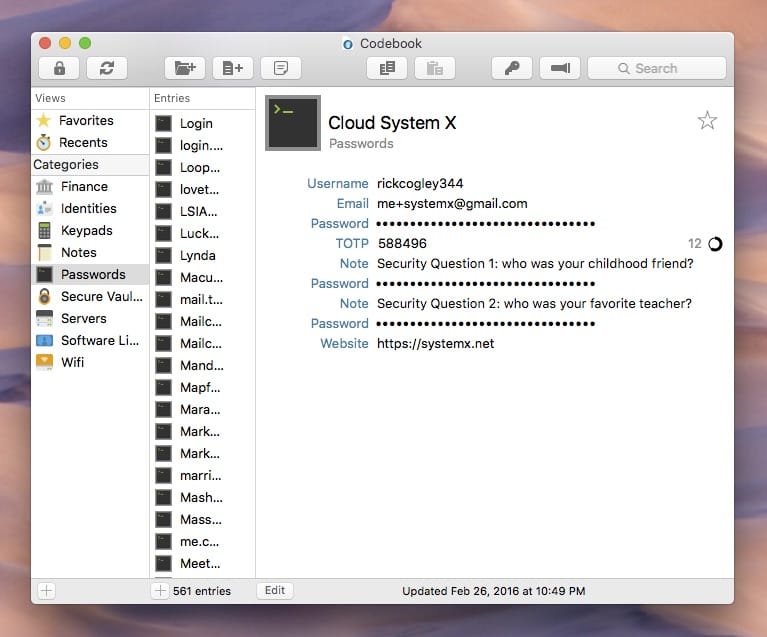 Codebook
Search
Views
Favorites
Recents
Categories
Finance
Identities
Keypads
Notes
Passwords
Secure Vaul...
Servers
Software Li...
Wifi
Entries
Login
login....
Loop...
lovet...
LSIA...
Luck...
Lynda
Macu...
mail.t...
Mailc...
Mailc...
Mand...
Mapf...
Mara...
Mark...
Mark...
marri...
Mash...
Mass...
me.c...
Meet...
561 entries
Cloud System X
Passwords
Username rickcogley344
Email me+systemx@gmail.com
Password ••••••••••••••••••••••••••••••••
TOTP 588496 12
Note Security Question 1: who was your childhood friend?
Password ••••••••••••••••••••••••••••••••
Note Security Question 2: who was your favorite teacher?
Password ••••••••••••••••••••••••••••••••
Website https://systemx.net
Edit
Updated Feb 26, 2016 at 10:49 PM